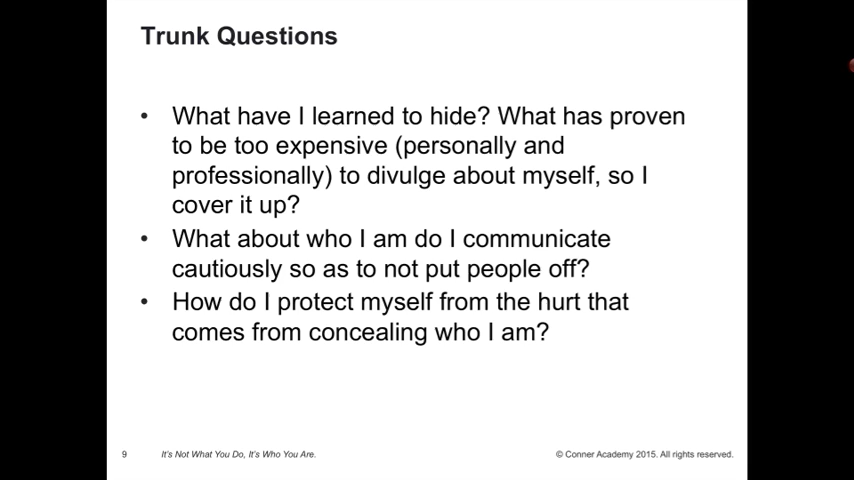 Trunk Questions
• What have I learned to hide? What has proven
to be too expensive (personally and
professionally) to divulge about myself, so I
cover it up?
• What about who I am do I communicate
cautiously so as to not put people off?
• How do I protect myself from the hurt that
comes from concealing who I am?
9 It's Not What You Do, It's Who You Are. © Conner Academy 2015. All rights reserved.